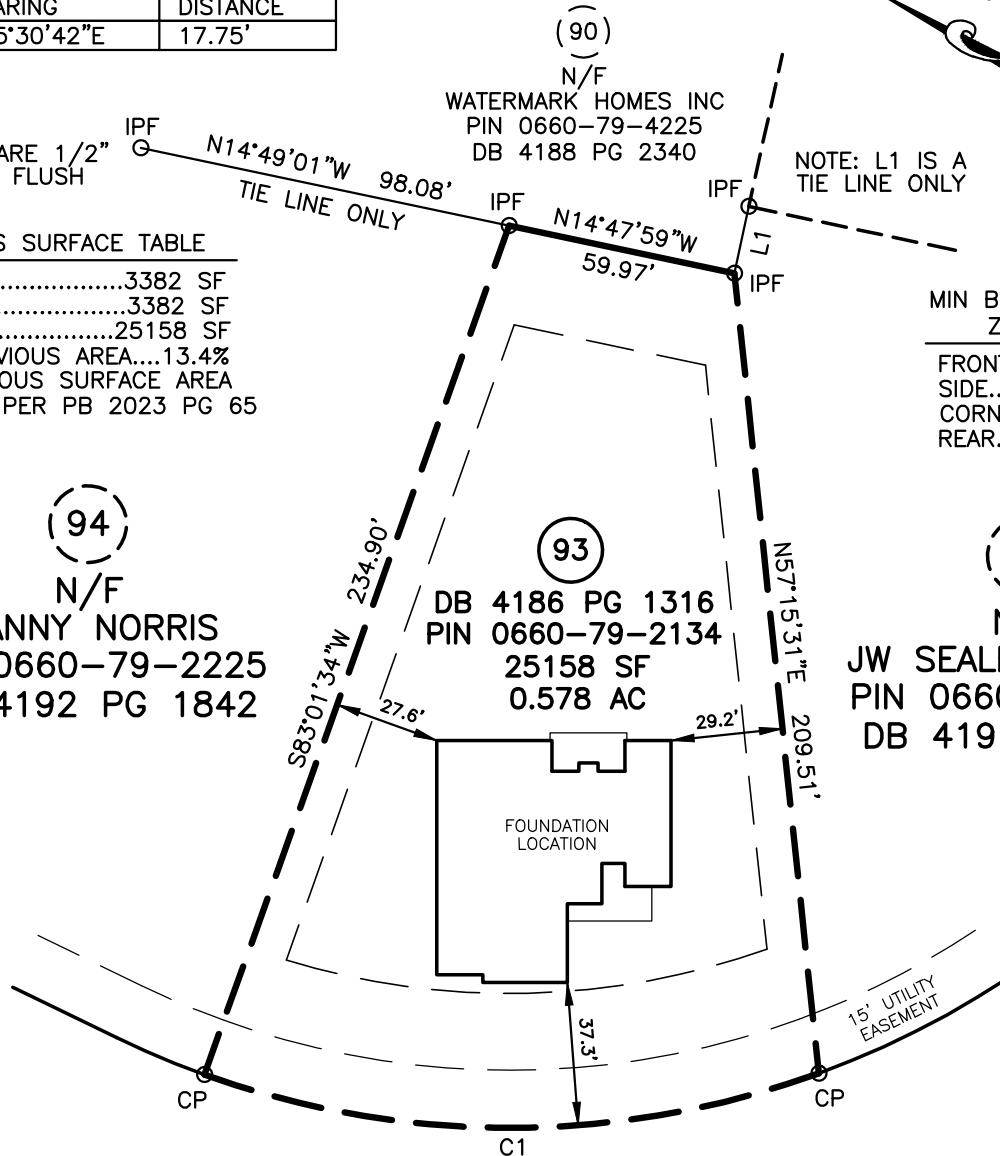 ARING DISTANCE
5°30'42"E 17.75'
90
N/F
WATERMARK HOMES INC
PIN 0660-79-4225
DB 4188 PG 2340
IPF
ARE 1/2"
FLUSH
N14°49'01"W 98.08'
TIE LINE ONLY
IPF
N14°47'59"W
59.97'
IPF
L1
IPF
NOTE: L1 IS A
TIE LINE ONLY
S SURFACE TABLE
3382 SF
3382 SF
25158 SF
VIOUS AREA....13.4%
OUS SURFACE AREA
PER PB 2023 PG 65
MIN B
Z
FRONT
SIDE..
CORN
REAR.
94
N/F
ANNY NORRIS
0660-79-2225
4192 PG 1842
S83°01'34"W 234.90'
93
DB 4186 PG 1316
PIN 0660-79-2134
25158 SF
0.578 AC
N57°15'31"E 209.51'
N
JW SEAL
PIN 066
DB 419
27.6'
29.2'
FOUNDATION
LOCATION
37.3'
15' UTILITY
EASEMENT
CP
CP
C1